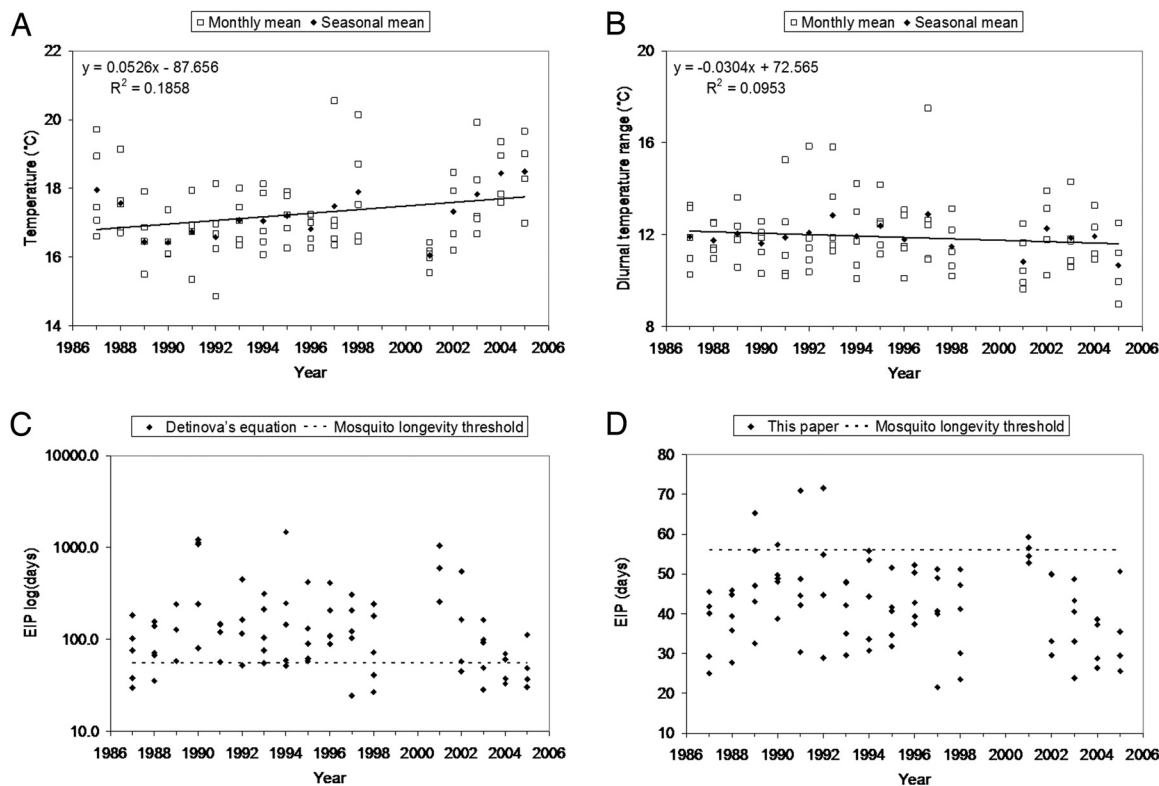 A
Monthly mean Seasonal mean
y = 0.0526x - 87.656
R² = 0.1858
Temperature (°C)
22
20
18
16
14
1986 1988 1990 1992 1994 1996 1998 2000 2002 2004 2006
Year
B
Monthly mean Seasonal mean
y = -0.0304x + 72.565
R² = 0.0953
Diurnal temperature range (°C)
20
16
12
8
1986 1988 1990 1992 1994 1996 1998 2000 2002 2004 2006
Year
C
Detinova's equation Mosquito longevity threshold
EIP log(days)
10000.0
1000.0
100.0
10.0
1986 1988 1990 1992 1994 1996 1998 2000 2002 2004 2006
Year
D
This paper Mosquito longevity threshold
EIP (days)
80
70
60
50
40
30
20
10
1986 1988 1990 1992 1994 1996 1998 2000 2002 2004 2006
Year